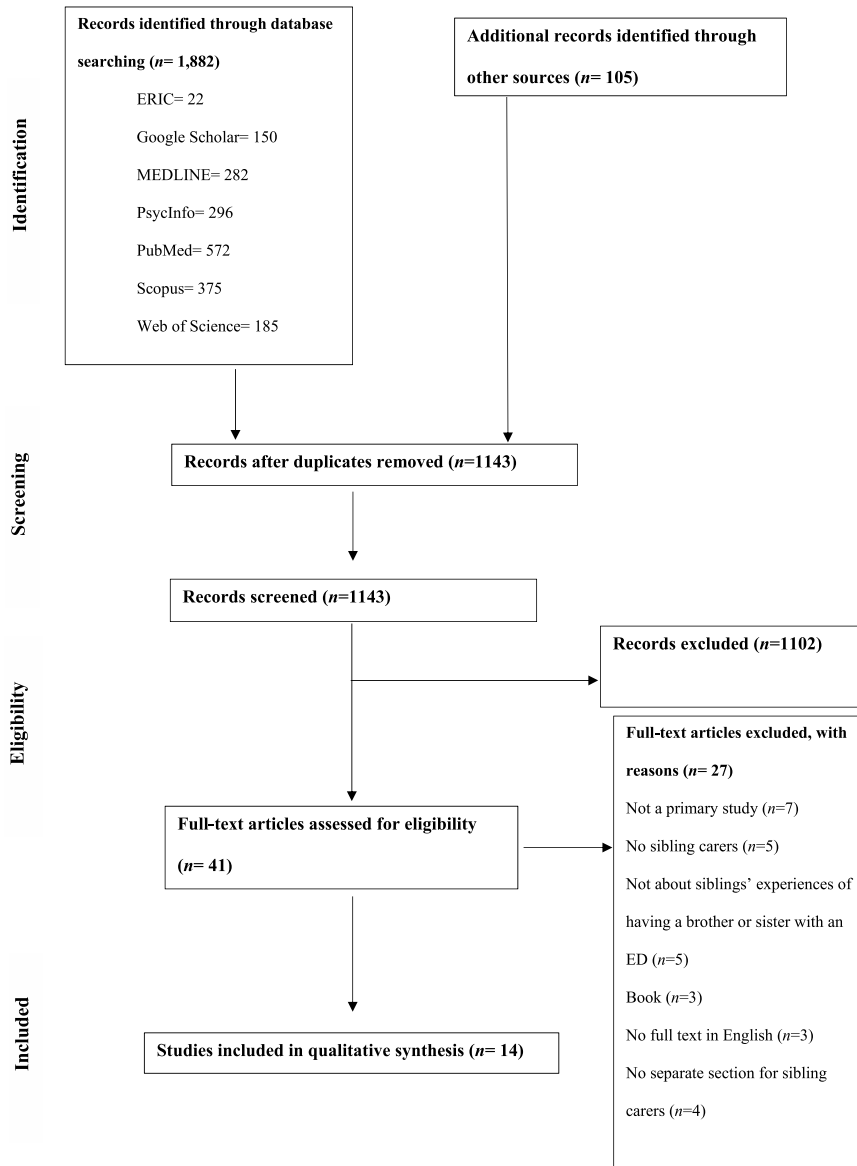 Identification
Records identified through database
searching (n= 1,882)
ERIC= 22
Google Scholar= 150
MEDLINE= 282
PsycInfo= 296
PubMed= 572
Scopus= 375
Web of Science= 185
Additional records identified through
other sources (n= 105)
Screening
Records after duplicates removed (n=1143)
Records screened (n=1143)
Eligibility
Records excluded (n=1102)
Full-text articles assessed for eligibility
(n= 41)
Full-text articles excluded, with
reasons (n= 27)
Not a primary study (n=7)
No sibling carers (n=5)
Not about siblings’ experiences of
having a brother or sister with an
ED (n=5)
Book (n=3)
No full text in English (n=3)
No separate section for sibling
carers (n=4)
Included
Studies included in qualitative synthesis (n= 14)